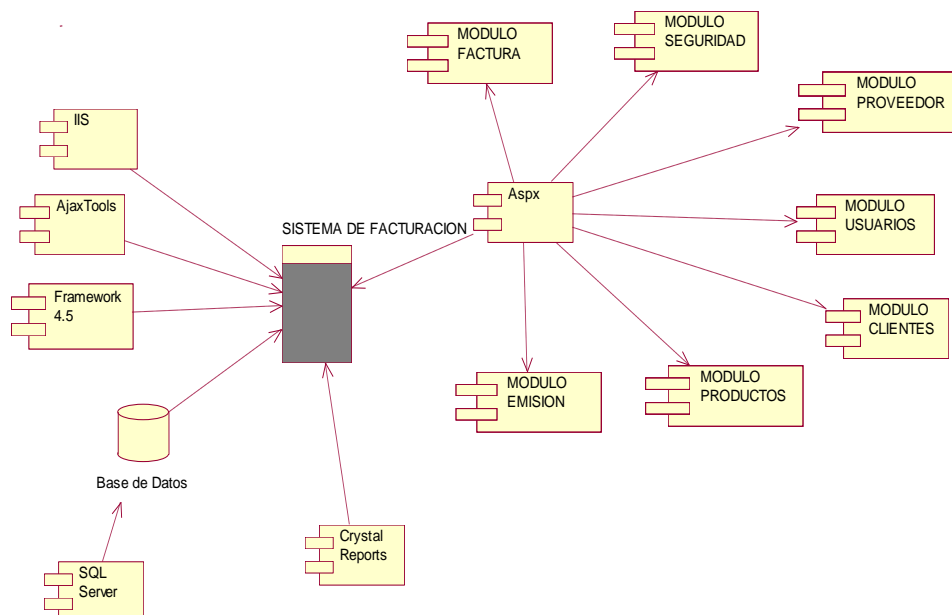 MODULO
FACTURA
MODULO
SEGURIDAD
MODULO
PROVEEDOR
IIS
AjaxTools
Aspx
MODULO
USUARIOS
SISTEMA DE FACTURACION
Framework
4.5
MODULO
CLIENTES
MODULO
EMISION
MODULO
PRODUCTOS
Base de Datos
Crystal
Reports
SQL
Server